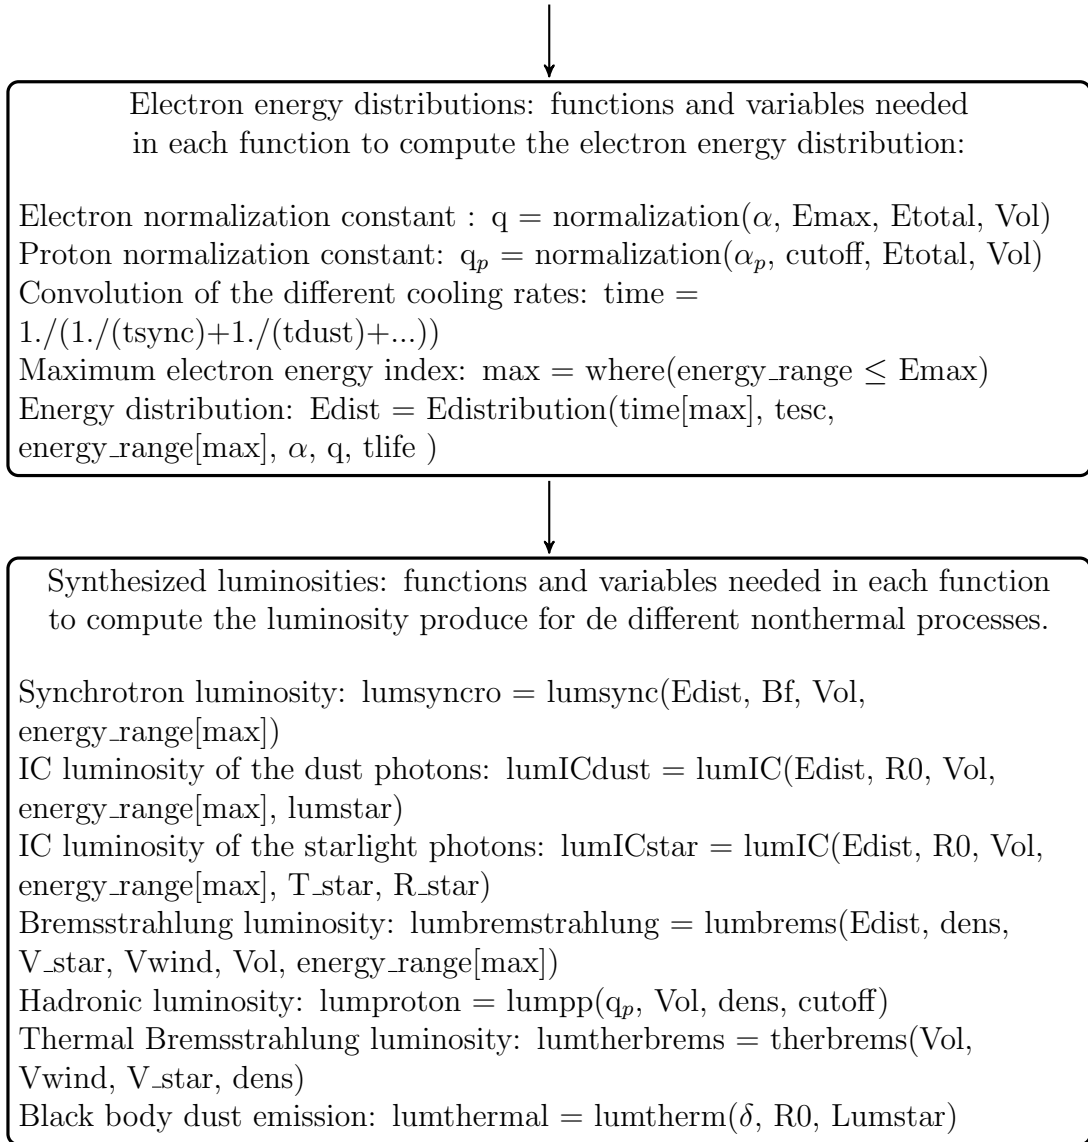 Electron energy distributions: functions and variables needed
in each function to compute the electron energy distribution:
Electron normalization constant : q = normalization(α, Emax, Etotal, Vol)
Proton normalization constant: qₚ = normalization(αₚ, cutoff, Etotal, Vol)
Convolution of the different cooling rates: time =
1./(1./(tsync)+1./(tdust)+...))
Maximum electron energy index: max = where(energy_range ≤ Emax)
Energy distribution: Edist = Edistribution(time[max], tesc,
energy_range[max], α, q, tlife )
Synthesized luminosities: functions and variables needed in each function
to compute the luminosity produce for de different nonthermal processes.
Synchrotron luminosity: lumsyncro = lumsync(Edist, Bf, Vol,
energy_range[max])
IC luminosity of the dust photons: lumICdust = lumIC(Edist, R0, Vol,
energy_range[max], lumstar)
IC luminosity of the starlight photons: lumICstar = lumIC(Edist, R0, Vol,
energy_range[max], T_star, R_star)
Bremsstrahlung luminosity: lumbremstrahlung = lumbrems(Edist, dens,
V_star, Vwind, Vol, energy_range[max])
Hadronic luminosity: lumproton = lumpp(qₚ, Vol, dens, cutoff)
Thermal Bremsstrahlung luminosity: lumtherbrems = therbrems(Vol,
Vwind, V_star, dens)
Black body dust emission: lumthermal = lumtherm(δ, R0, Lumstar)